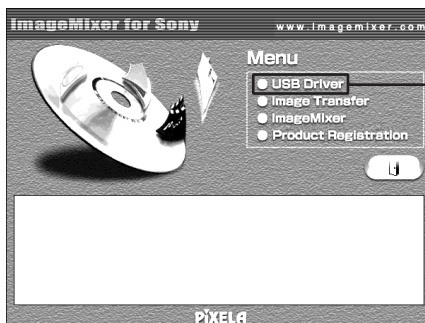 ImageMixer for Sony
www.imagemixer.com
Menu
USB Driver
Image Transfer
ImageMixer
Product Registration
PIXELA